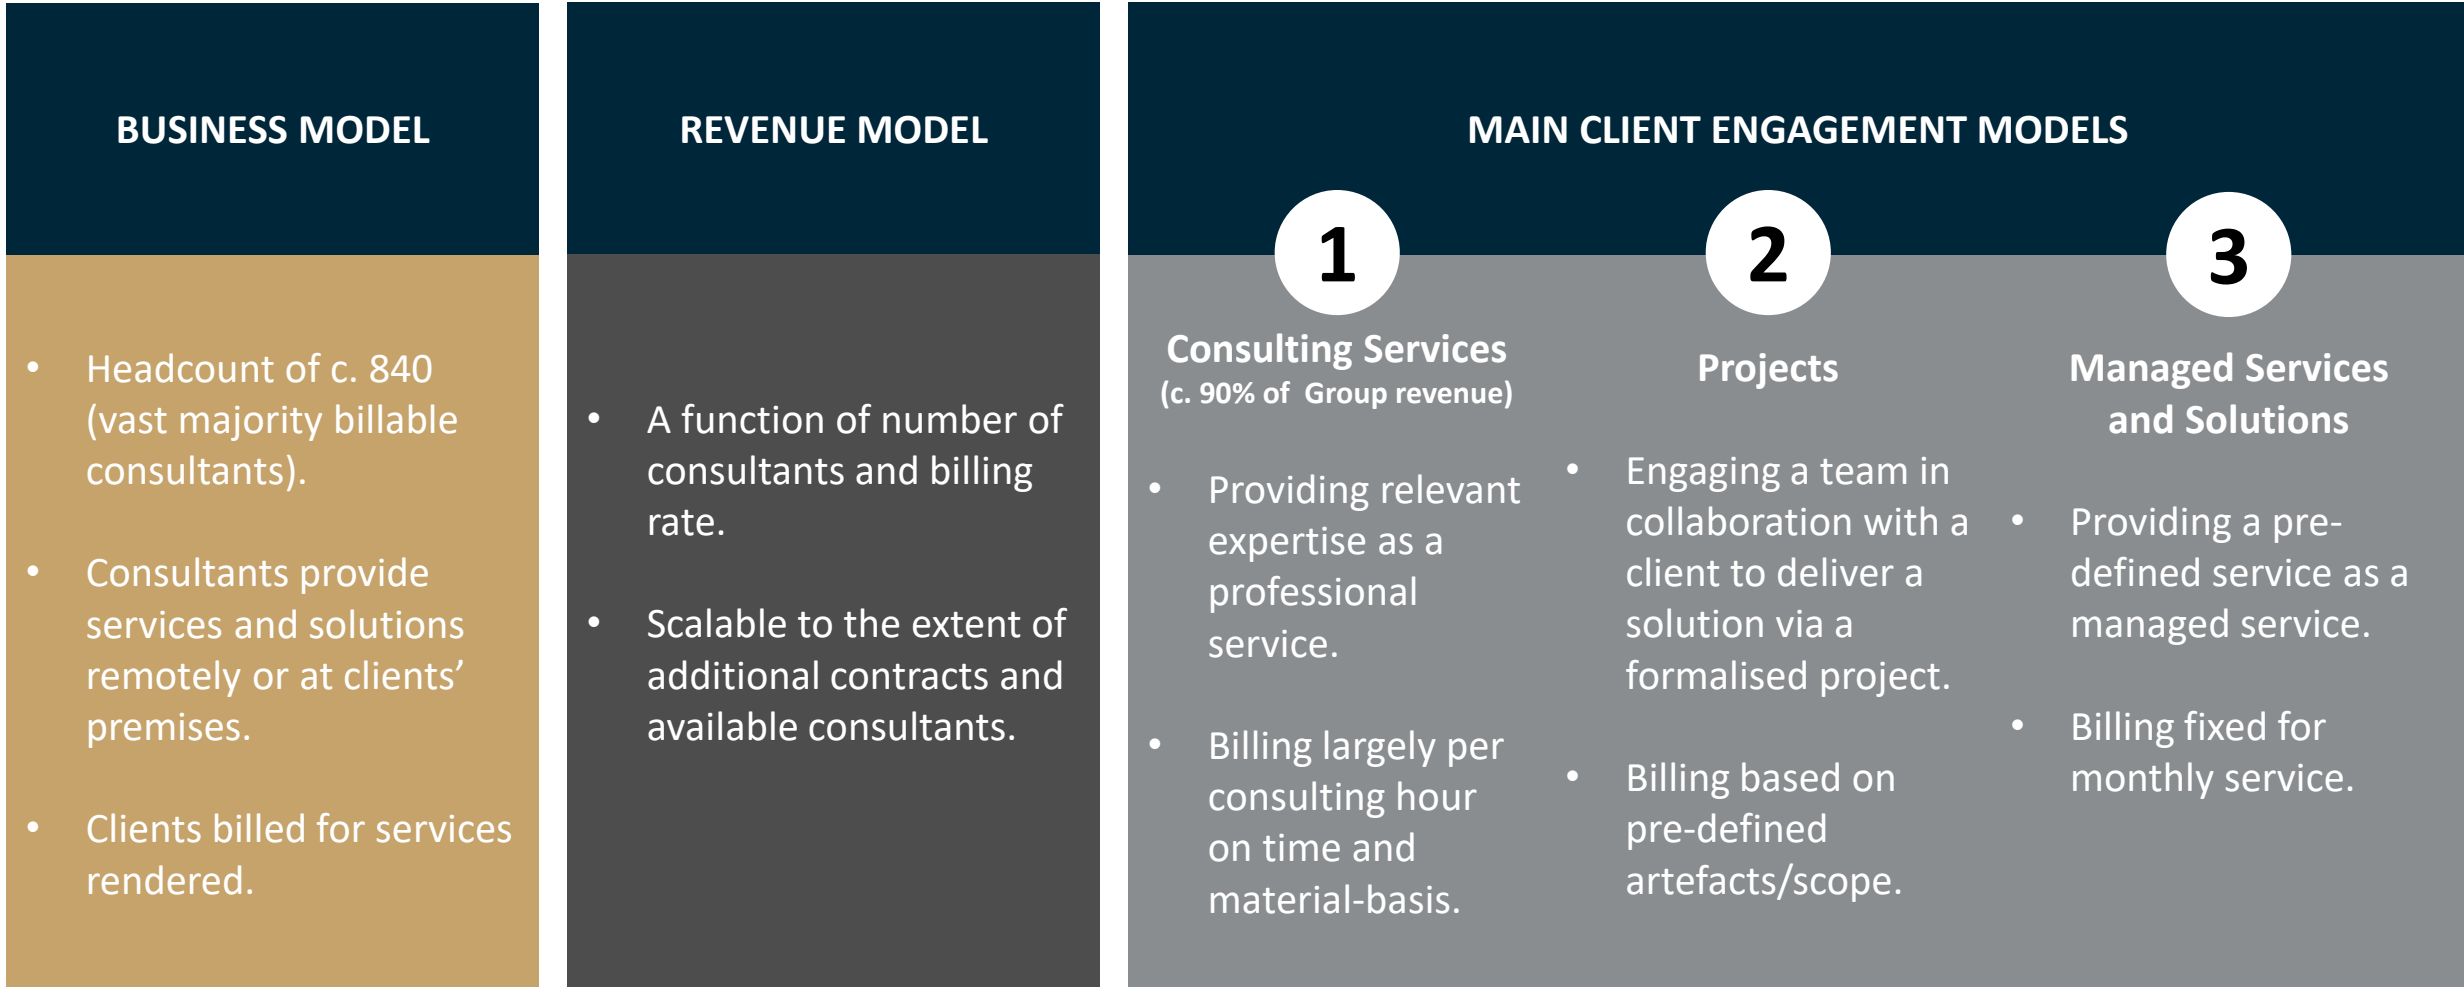 BUSINESS MODEL
• Headcount of c. 840
(vast majority billable
consultants).
• Consultants provide
services and solutions
remotely or at clients’
premises.
• Clients billed for services
rendered.
REVENUE MODEL
• A function of number of
consultants and billing
rate.
• Scalable to the extent of
additional contracts and
available consultants.
MAIN CLIENT ENGAGEMENT MODELS
1
Consulting Services
(c. 90% of Group revenue)
• Providing relevant
expertise as a
professional
service.
• Billing largely per
consulting hour
on time and
material-basis.
2
Projects
• Engaging a team in
collaboration with a
client to deliver a
solution via a
formalised project.
• Billing based on
pre-defined
artefacts/scope.
3
Managed Services
and Solutions
• Providing a pre-
defined service as a
managed service.
• Billing fixed for
monthly service.